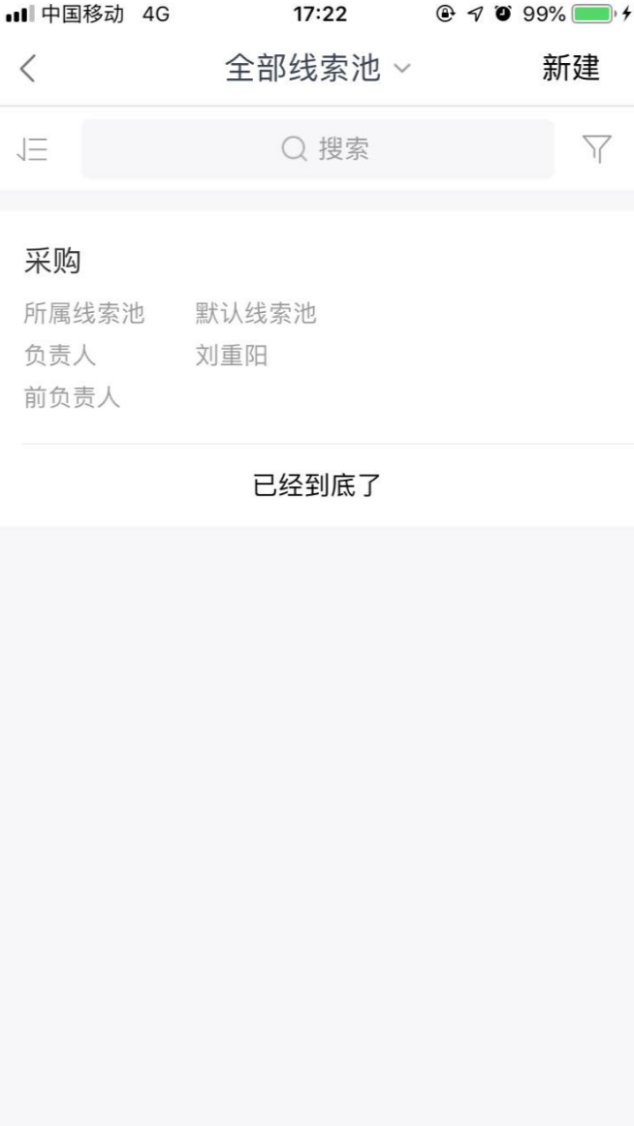 中国移动 4G 17:22 99%
全部线索池 新建
搜索
采购
所属线索池 默认线索池
负责人 刘重阳
前负责人
已经到底了